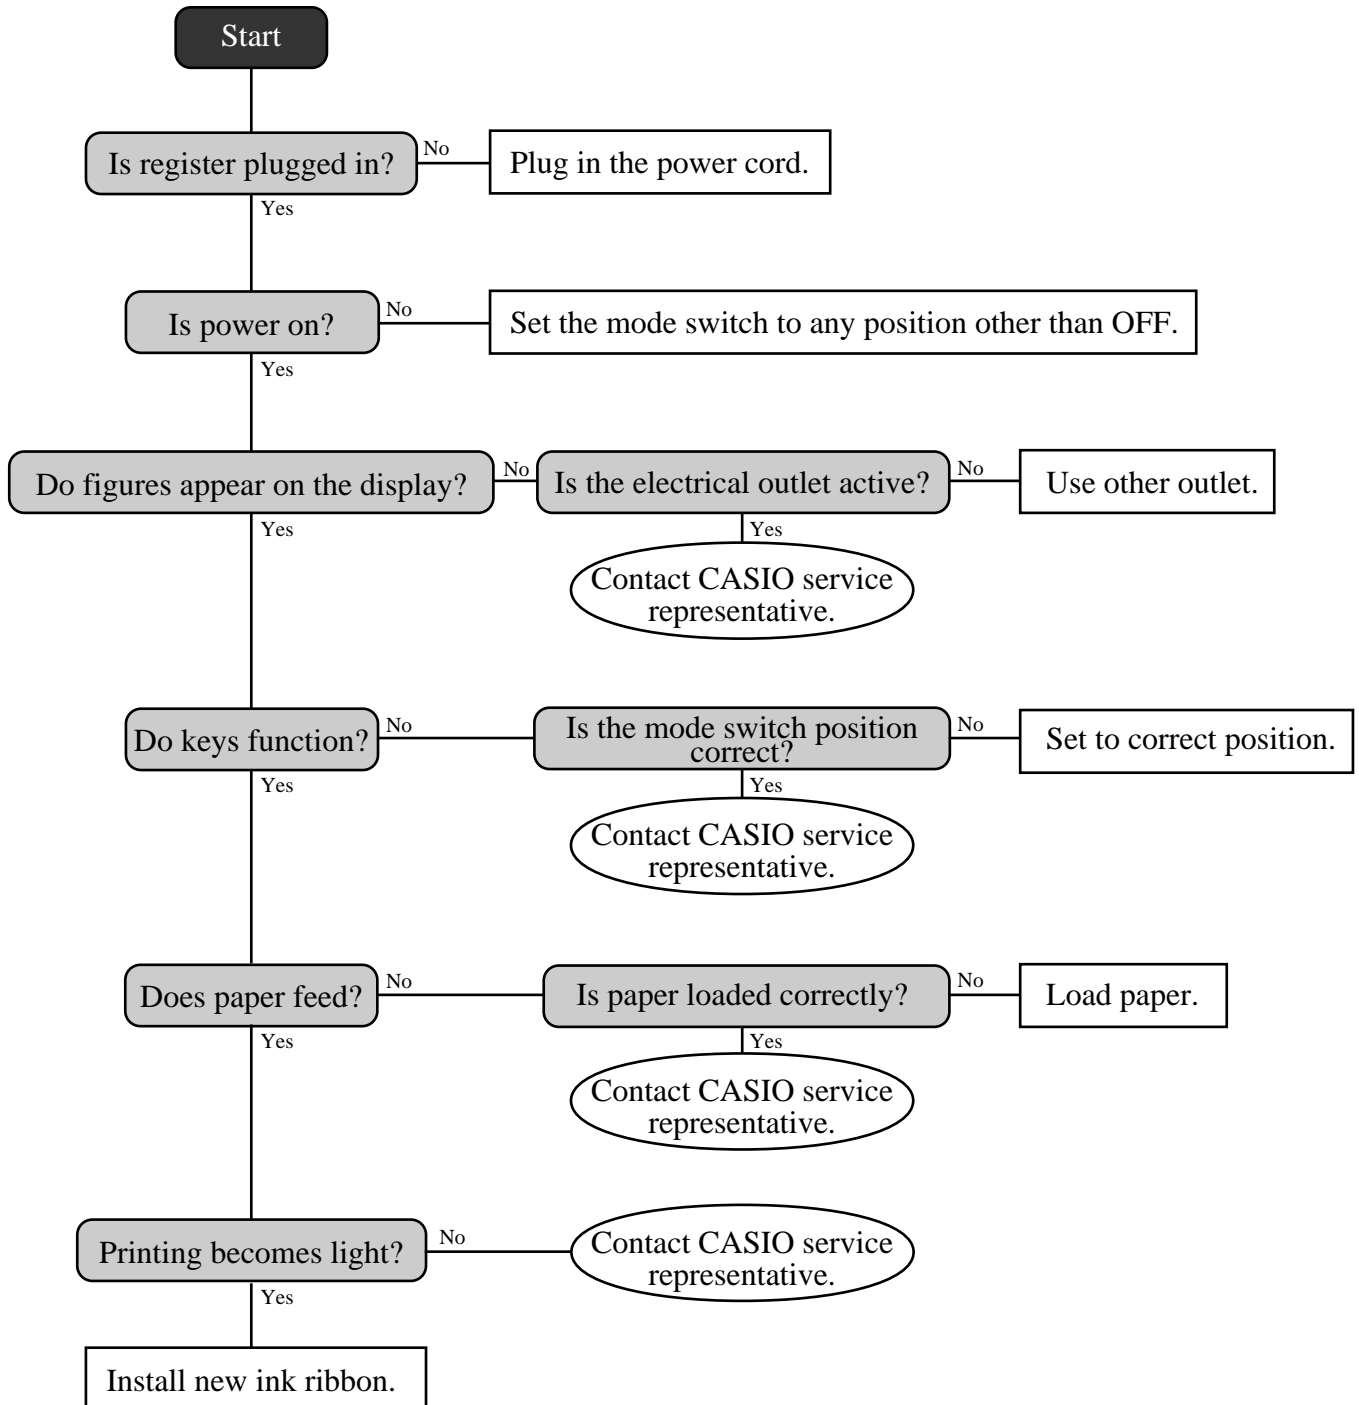 Start
Is register plugged in?
No
Plug in the power cord.
Yes
Is power on?
No
Set the mode switch to any position other than OFF.
Yes
Do figures appear on the display?
No
Is the electrical outlet active?
No
Use other outlet.
Yes
Yes
Contact CASIO service
representative.
Do keys function?
No
Is the mode switch position
correct?
No
Set to correct position.
Yes
Yes
Contact CASIO service
representative.
Does paper feed?
No
Is paper loaded correctly?
No
Load paper.
Yes
Yes
Contact CASIO service
representative.
Printing becomes light?
No
Contact CASIO service
representative.
Yes
Install new ink ribbon.